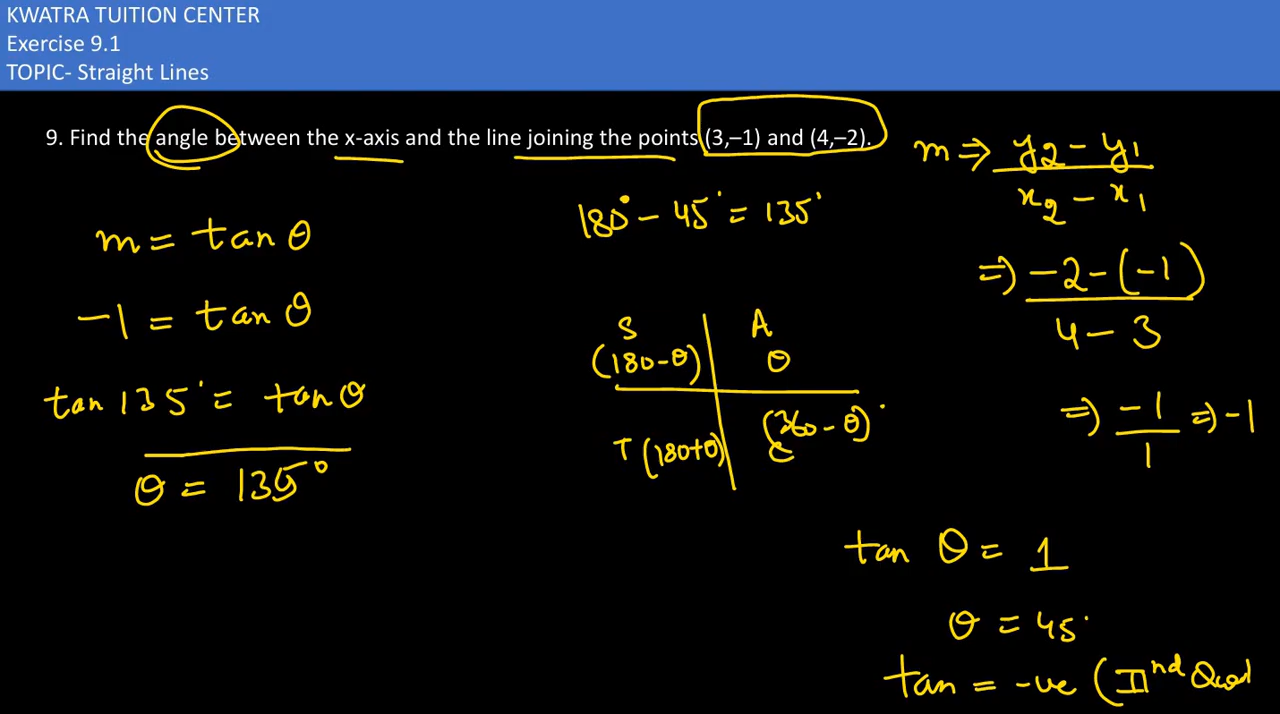 KWATRA TUITION CENTER
Exercise 9.1
TOPIC- Straight Lines
9. Find the angle between the x-axis and the line joining the points (3,–1) and (4,–2).
m = tan θ
–1 = tan θ
tan 135° = tan θ
θ = 135°
180° – 45° = 135°
S A
(180-θ) θ
T (180+θ) (360-θ)°
C
m ⇒ y2 – y1
x2 – x1
⇒ –2 – (–1)
4 – 3
⇒ –1 ⇒ –1
1
tan θ = 1
θ = 45°
tan = -ve (IInd Quad